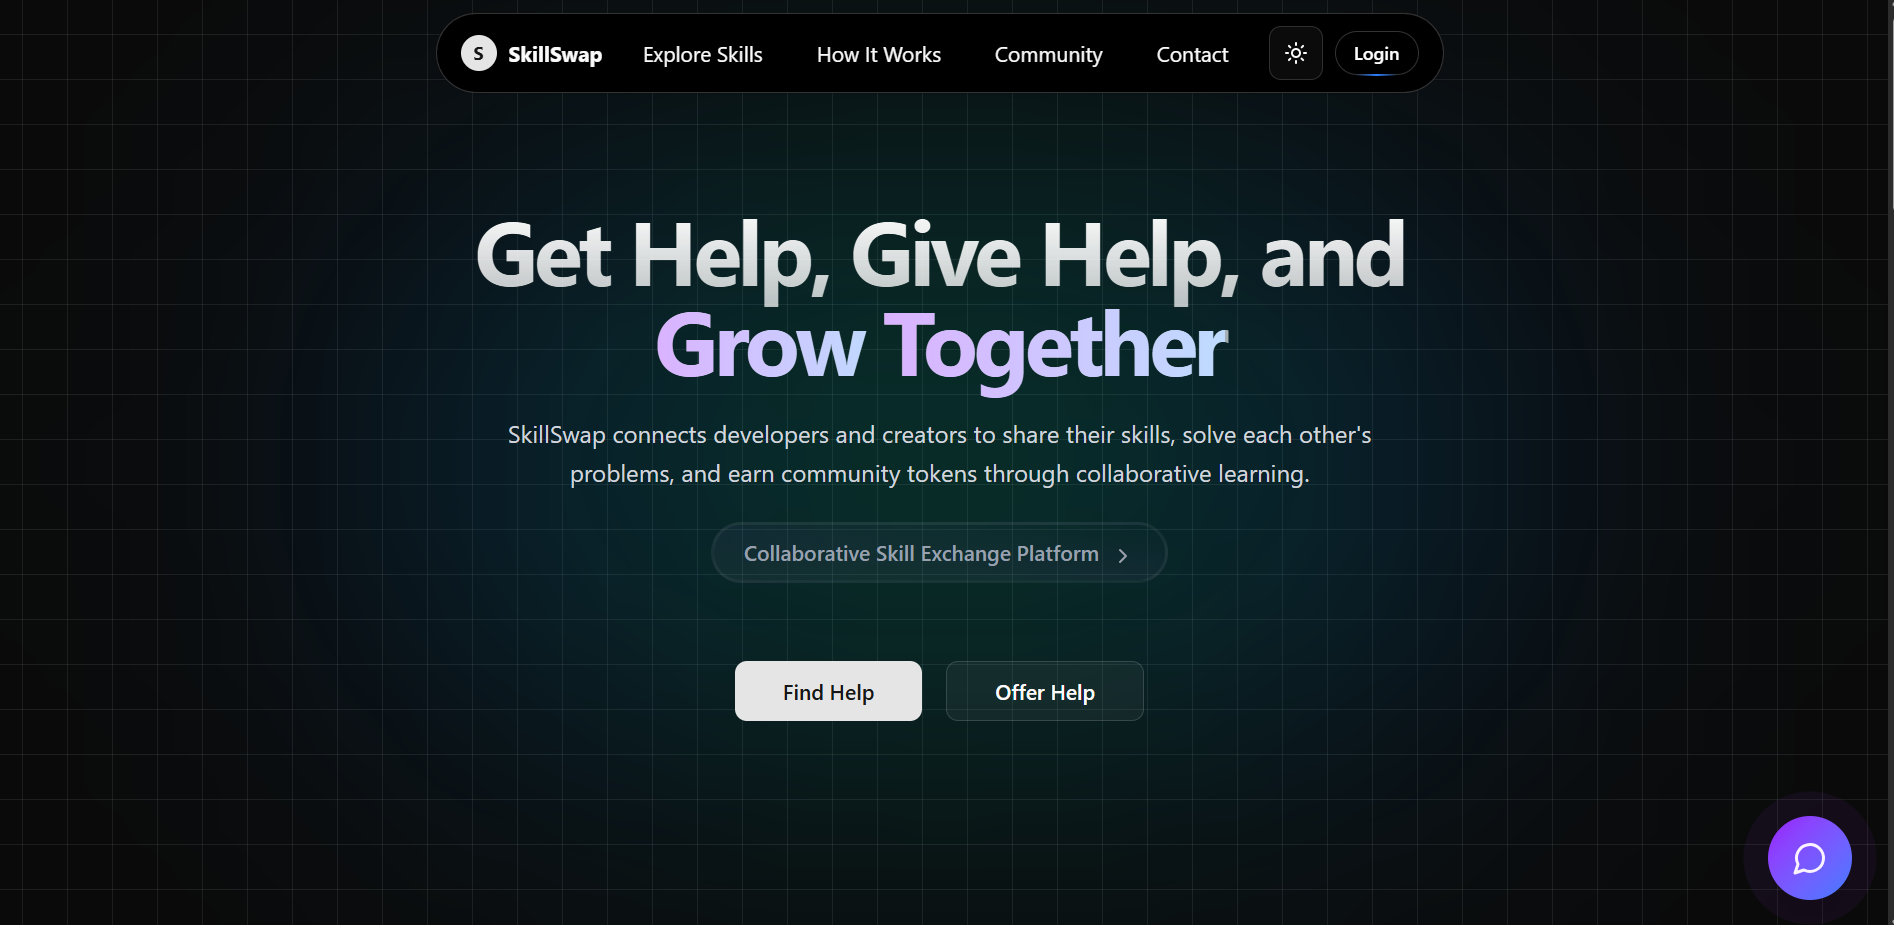 S SkillSwap Explore Skills How It Works Community Contact Login
Get Help, Give Help, and
Grow Together
SkillSwap connects developers and creators to share their skills, solve each other's
problems, and earn community tokens through collaborative learning.
Collaborative Skill Exchange Platform
Find Help Offer Help